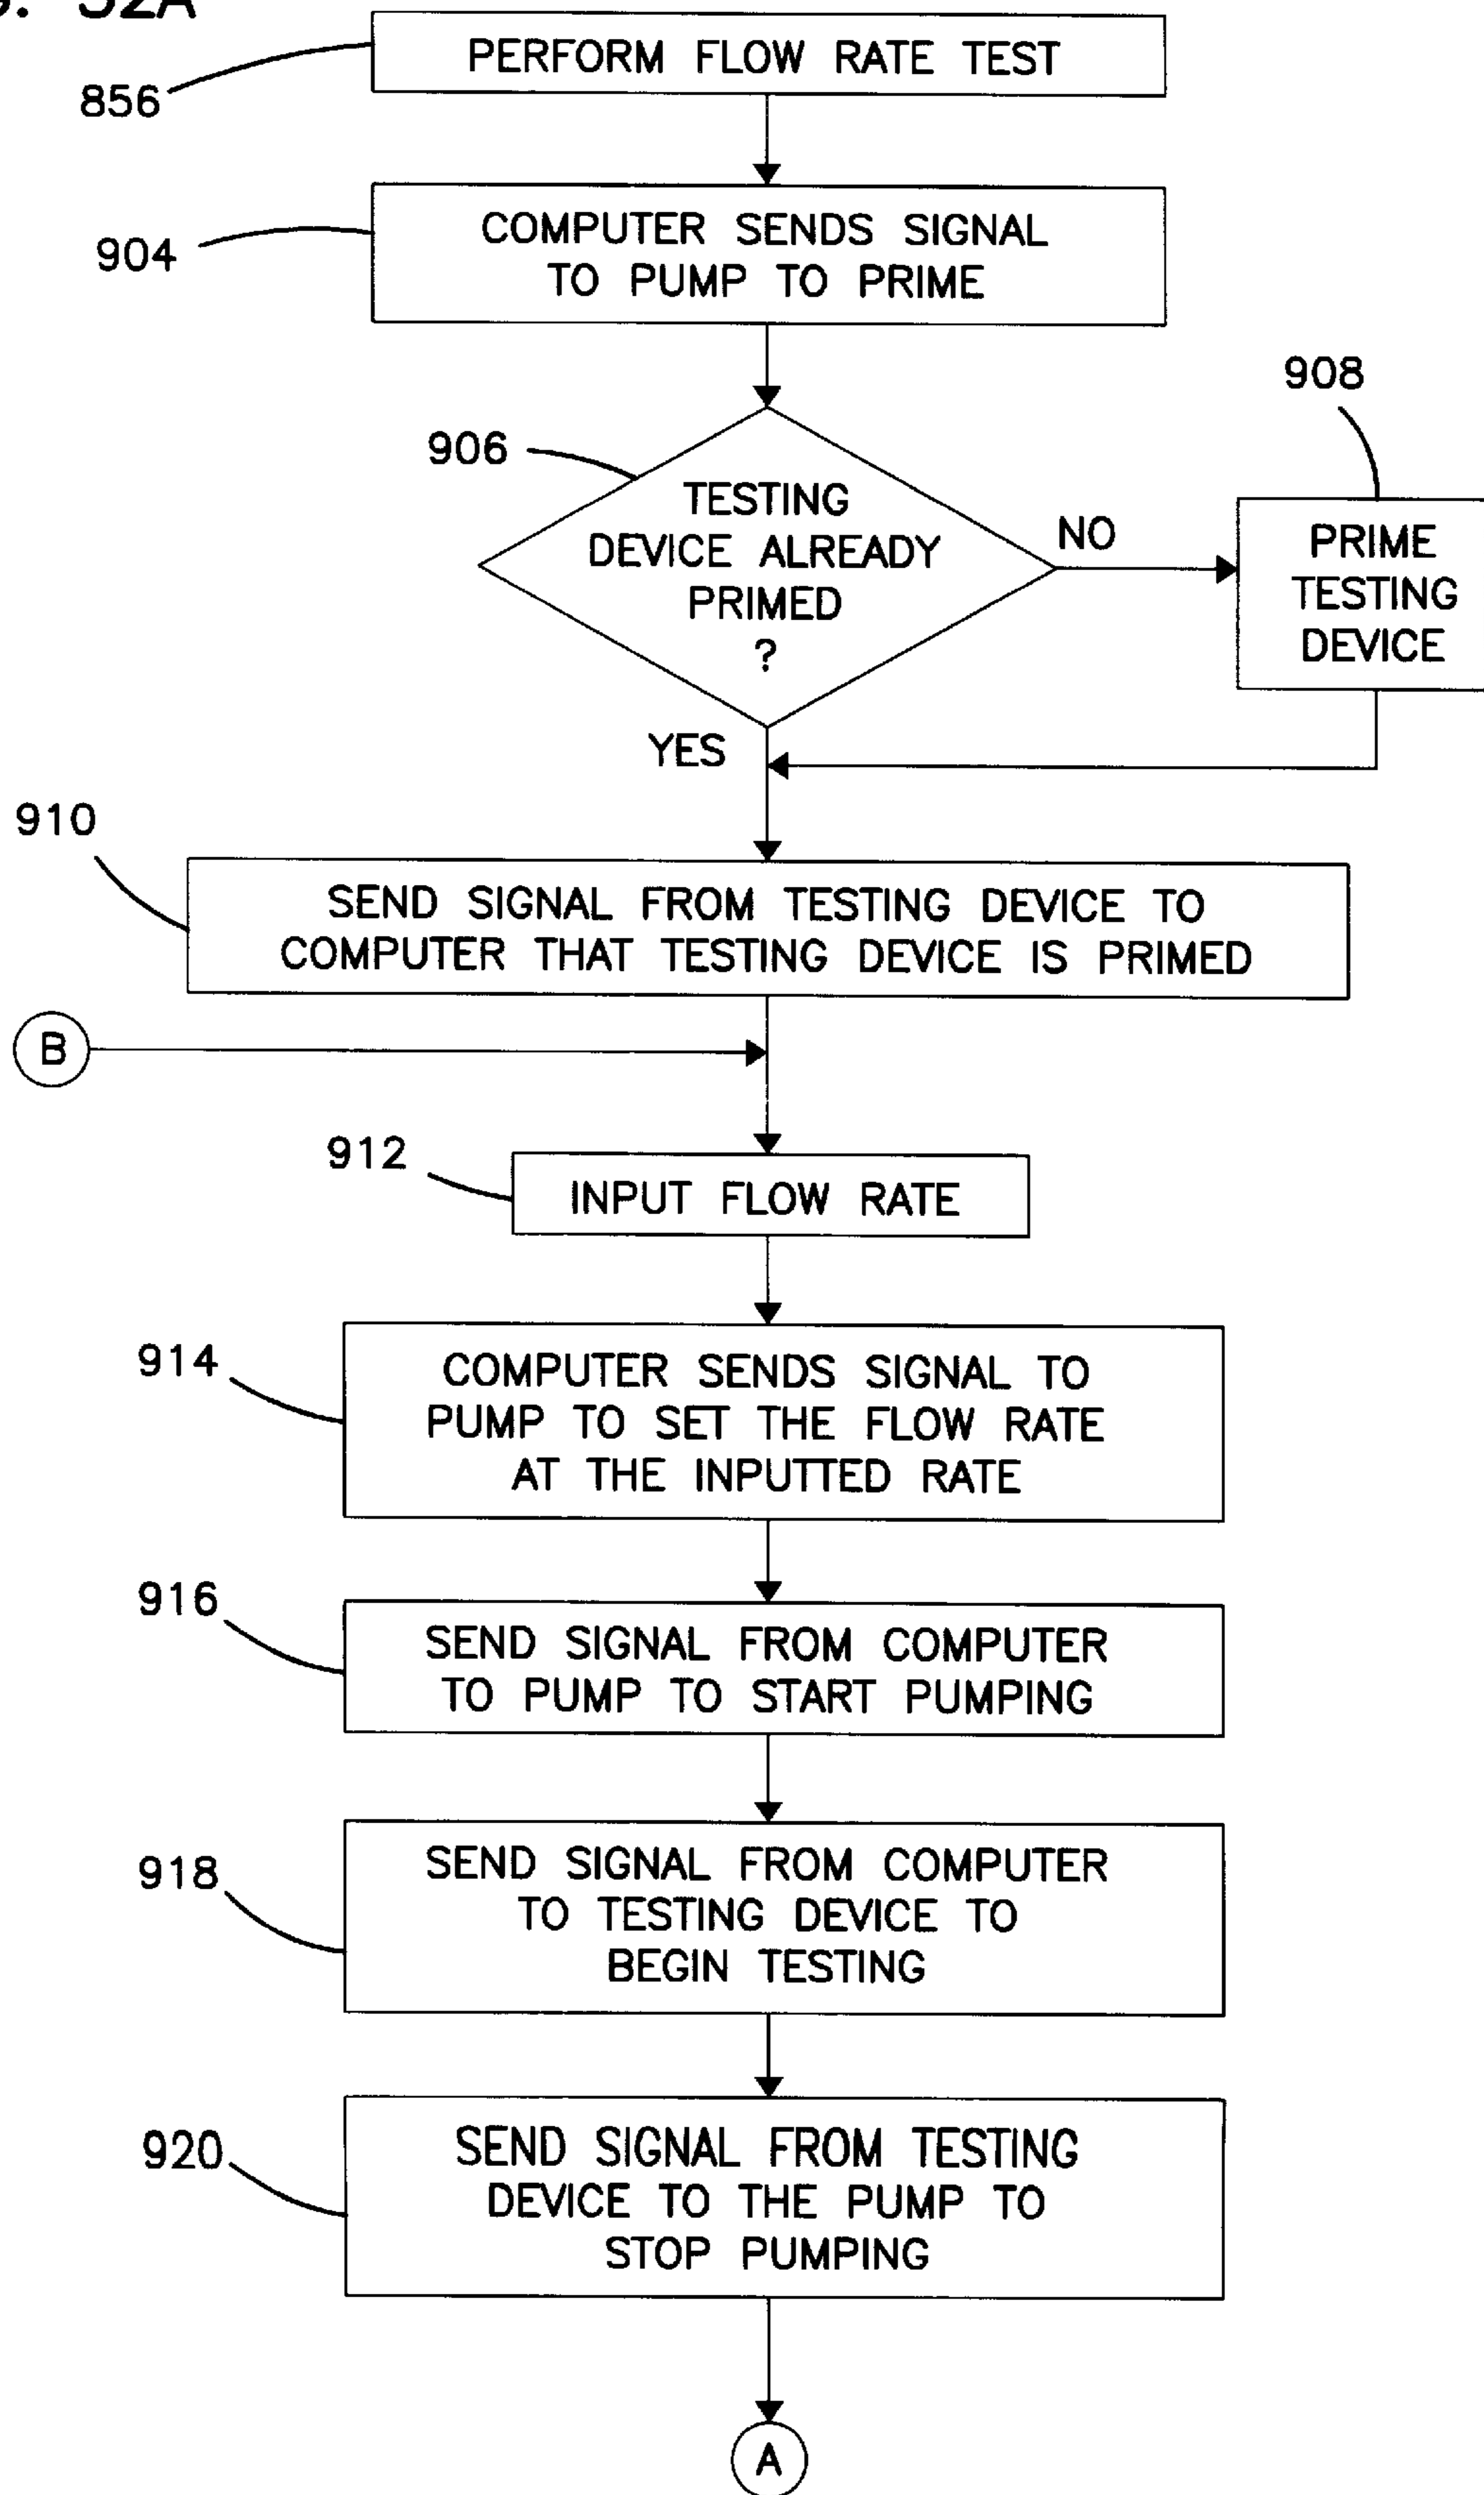 52A
PERFORM FLOW RATE TEST
856
COMPUTER SENDS SIGNAL
TO PUMP TO PRIME
904
908
906
TESTING
DEVICE ALREADY
PRIMED
?
NO
PRIME
TESTING
DEVICE
YES
910
SEND SIGNAL FROM TESTING DEVICE TO
COMPUTER THAT TESTING DEVICE IS PRIMED
B
912
INPUT FLOW RATE
914
COMPUTER SENDS SIGNAL TO
PUMP TO SET THE FLOW RATE
AT THE INPUTTED RATE
916
SEND SIGNAL FROM COMPUTER
TO PUMP TO START PUMPING
918
SEND SIGNAL FROM COMPUTER
TO TESTING DEVICE TO
BEGIN TESTING
920
SEND SIGNAL FROM TESTING
DEVICE TO THE PUMP TO
STOP PUMPING
A